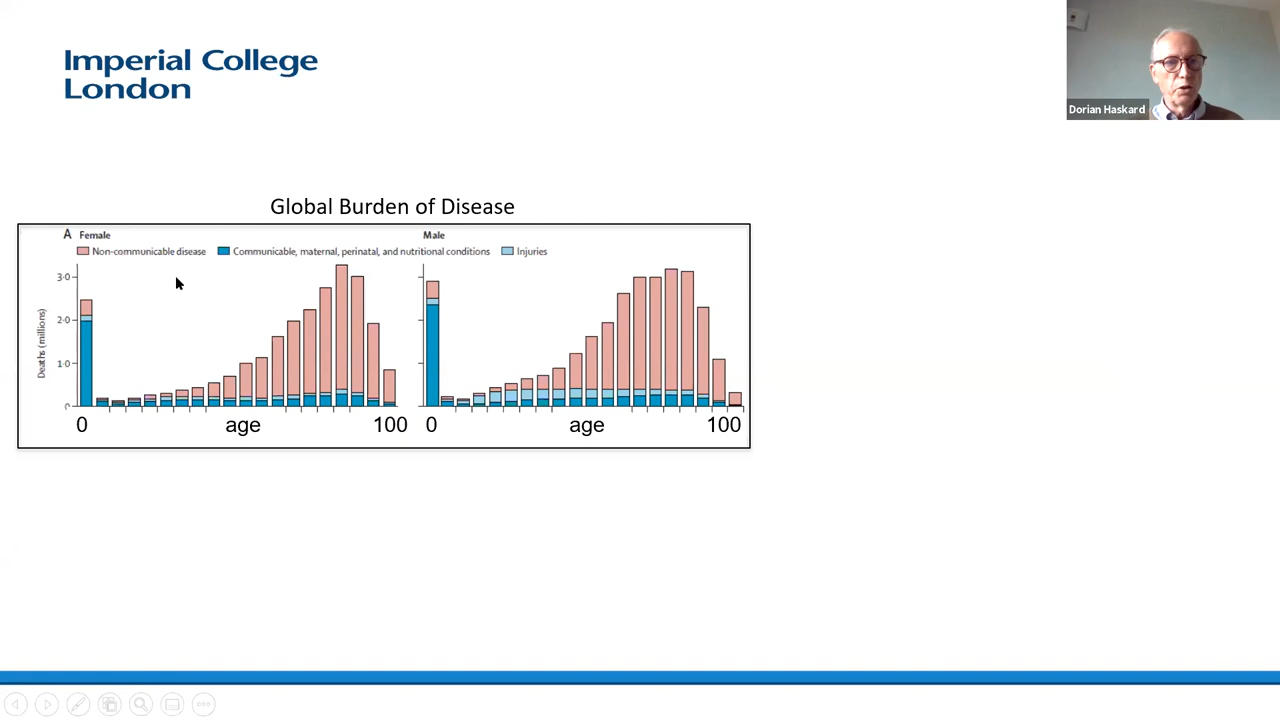 Imperial College
London
Dorian Haskard
Global Burden of Disease
A Female
Male
Non-communicable disease
Communicable, maternal, perinatal, and nutritional conditions
Injuries
Deaths (millions)
3·0
2·0
1·0
0
0 age 100
0 age 100